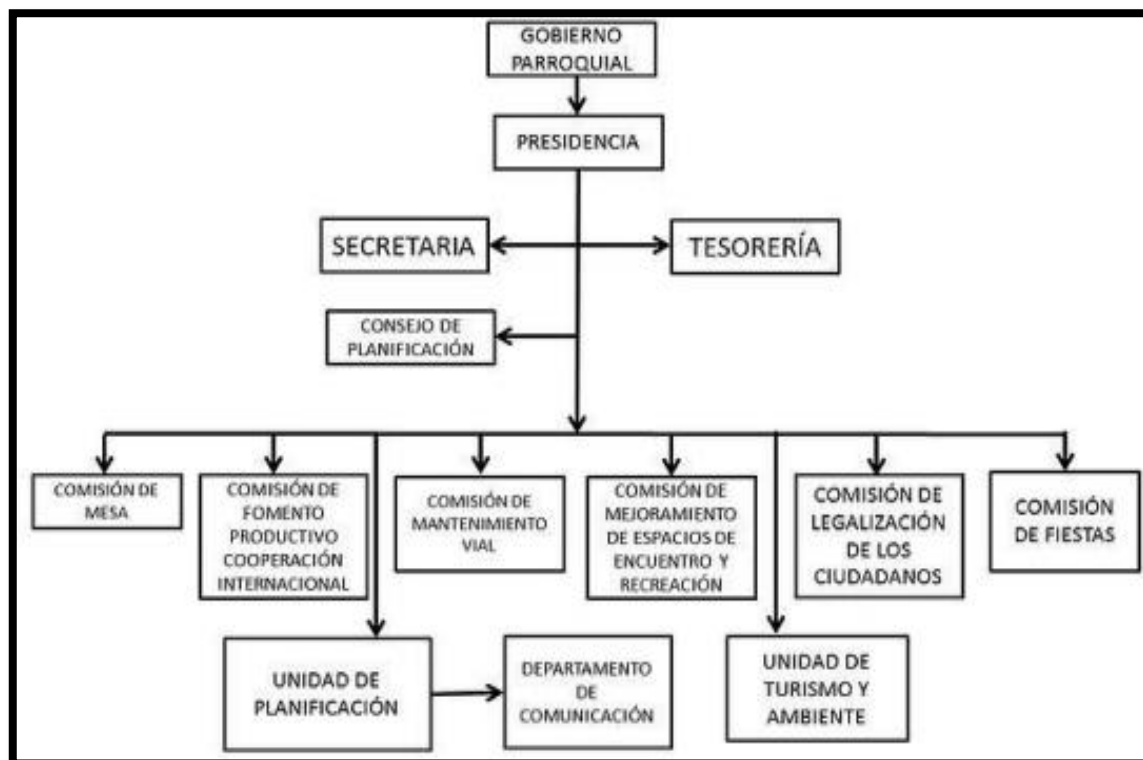 GOBIERNO
PARROQUIAL
PRESIDENCIA
SECRETARIA
TESORERÍA
CONSEJO DE
PLANIFICACIÓN
COMISIÓN DE
MESA
COMISIÓN DE
FOMENTO
PRODUCTIVO
COOPERACIÓN
INTERNACIONAL
COMISIÓN DE
MANTENIMIENTO
VIAL
COMISIÓN DE
MEJORAMIENTO
DE ESPACIOS DE
ENCUENTRO Y
RECREACIÓN
COMISIÓN DE
LEGALIZACIÓN
DE LOS
CIUDADANOS
COMISIÓN
DE FIESTAS
UNIDAD DE
PLANIFICACIÓN
DEPARTAMENTO
DE
COMUNICACIÓN
UNIDAD DE
TURISMO Y
AMBIENTE